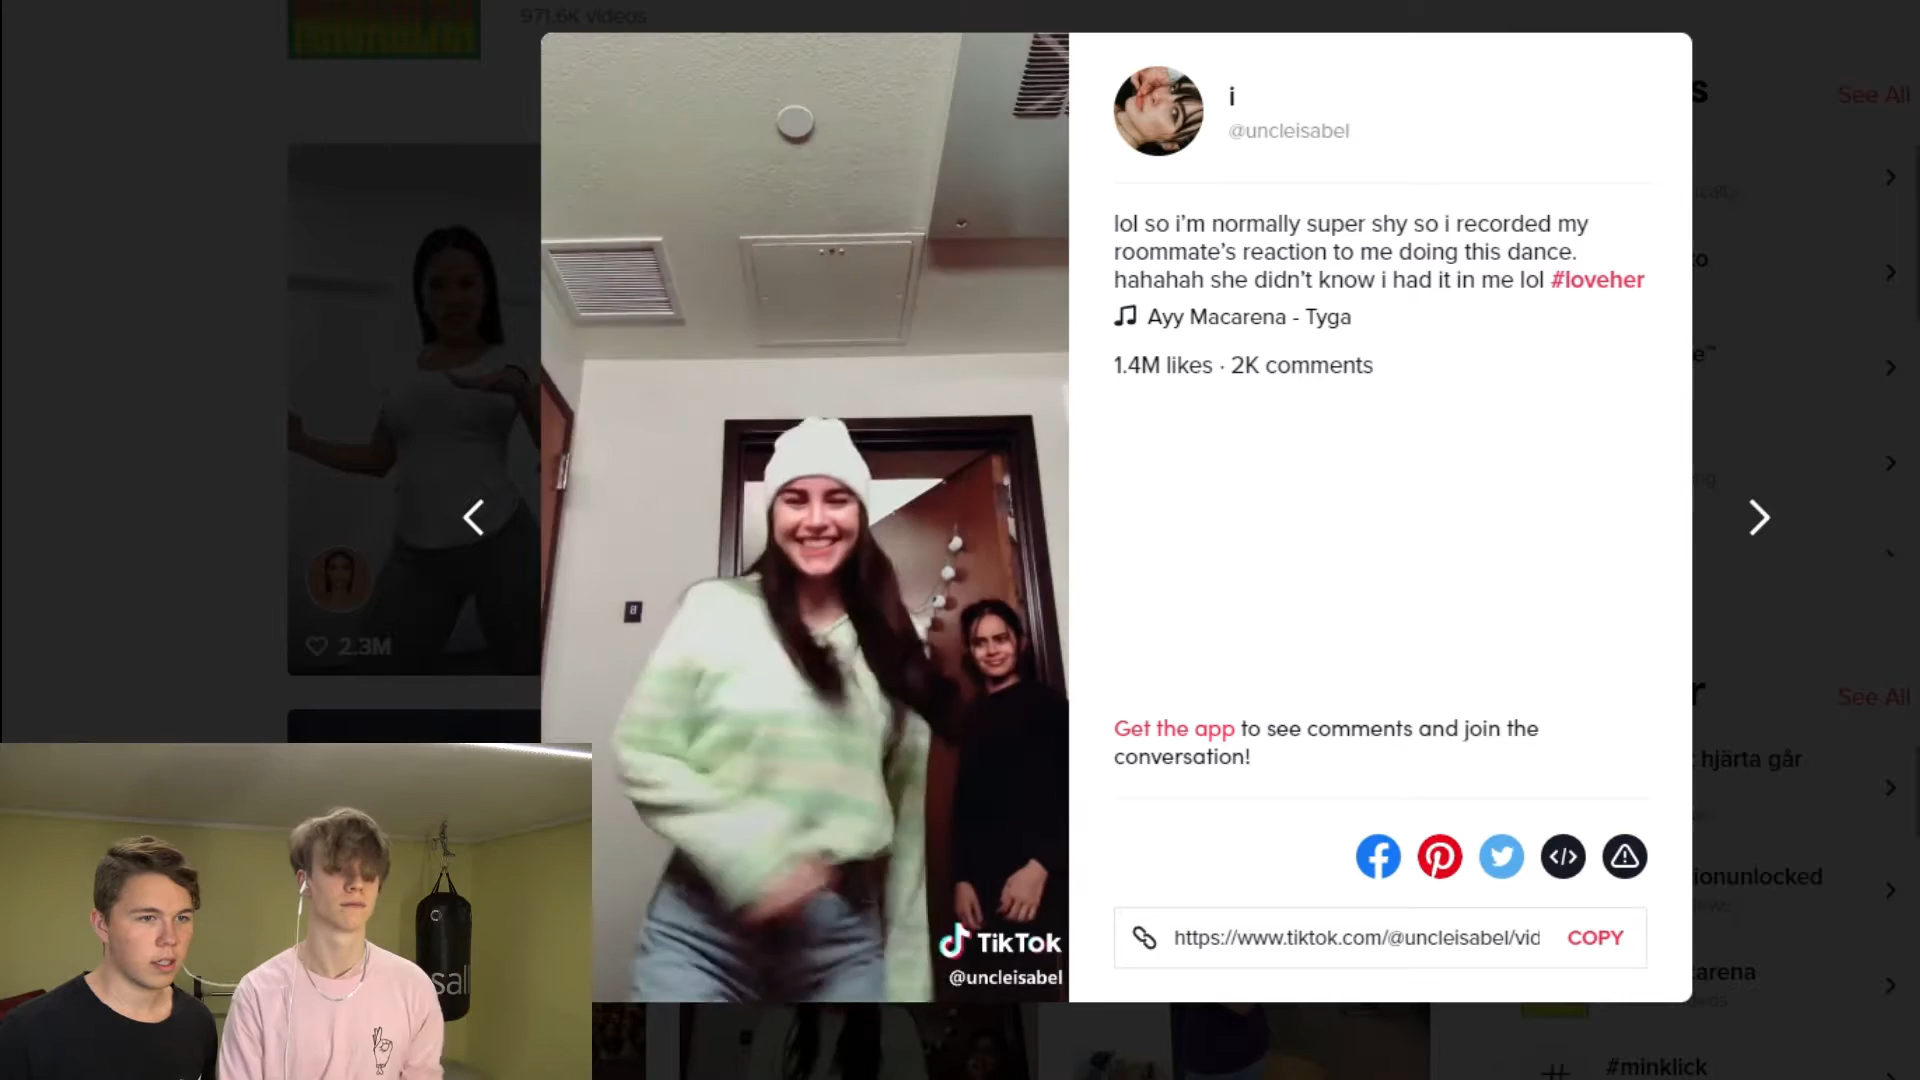 971.6K videos
s
See All
i
@uncleisabel
lol so i’m normally super shy so i recorded my
roommate’s reaction to me doing this dance.
hahahah she didn’t know i had it in me lol #loveher
Ayy Macarena - Tyga
1.4M likes · 2K comments
e™
8
2.3M
r
See All
Get the app to see comments and join the
conversation!
hjärta går
ionunlocked
TikTok
@uncleisabel
https://www.tiktok.com/@uncleisabel/vid
COPY
arena
#minklick